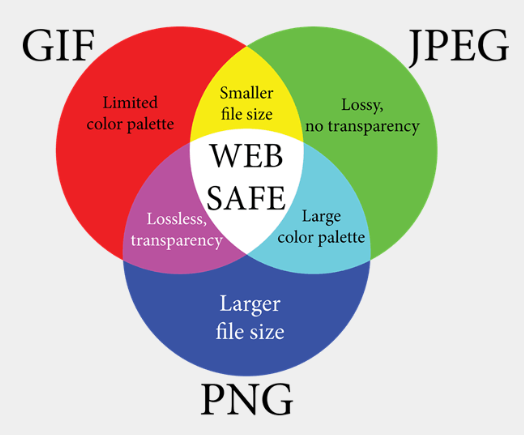 GIF
JPEG
Limited
color palette
Smaller
file size
Lossy,
no transparency
WEB
SAFE
Lossless,
transparency
Large
color palette
Larger
file size
PNG